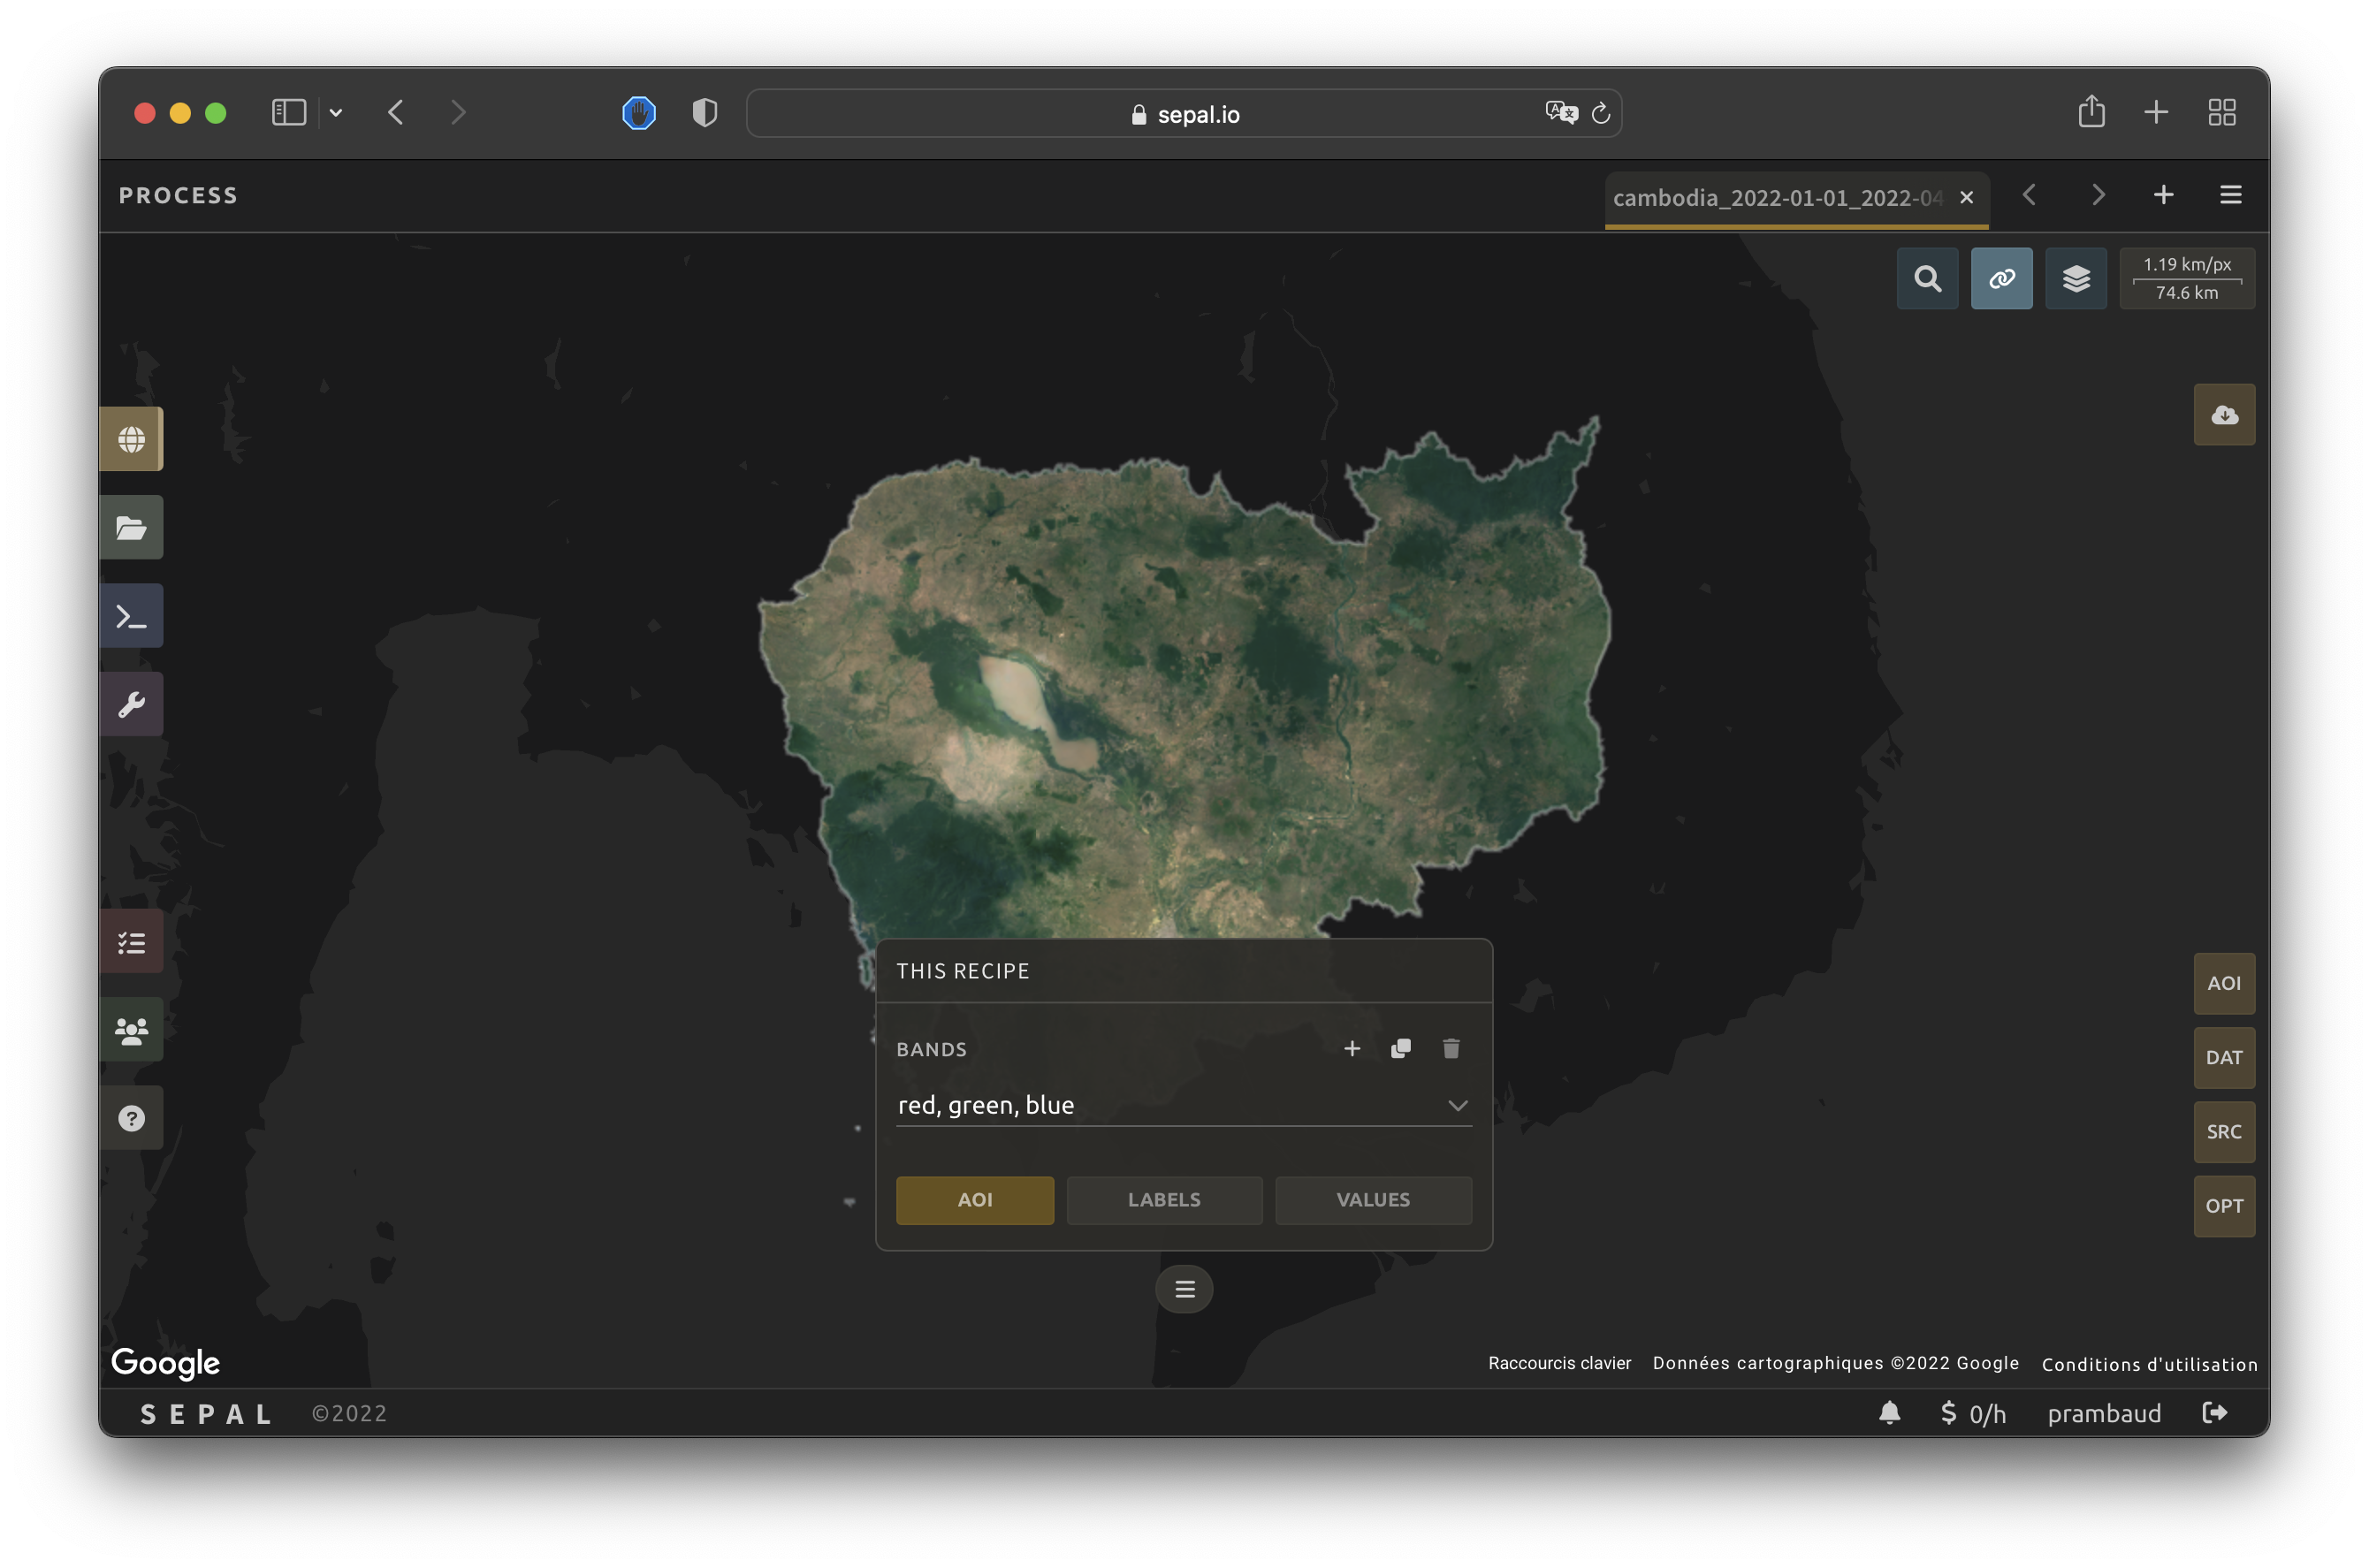 sepal.io
PROCESS
cambodia_2022-01-01_2022-04
1.19 km/px
74.6 km
THIS RECIPE
BANDS
red, green, blue
AOI
LABELS
VALUES
AOI
DAT
SRC
OPT
Google
Raccourcis clavier
Données cartographiques ©2022 Google
Conditions d'utilisation
SEPAL
©2022
$ 0/h
prambaud